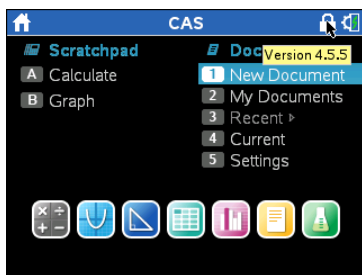 CAS
Scratchpad
A Calculate
B Graph
Doc
Version 4.5.5
1 New Document
2 My Documents
3 Recent ▹
4 Current
5 Settings